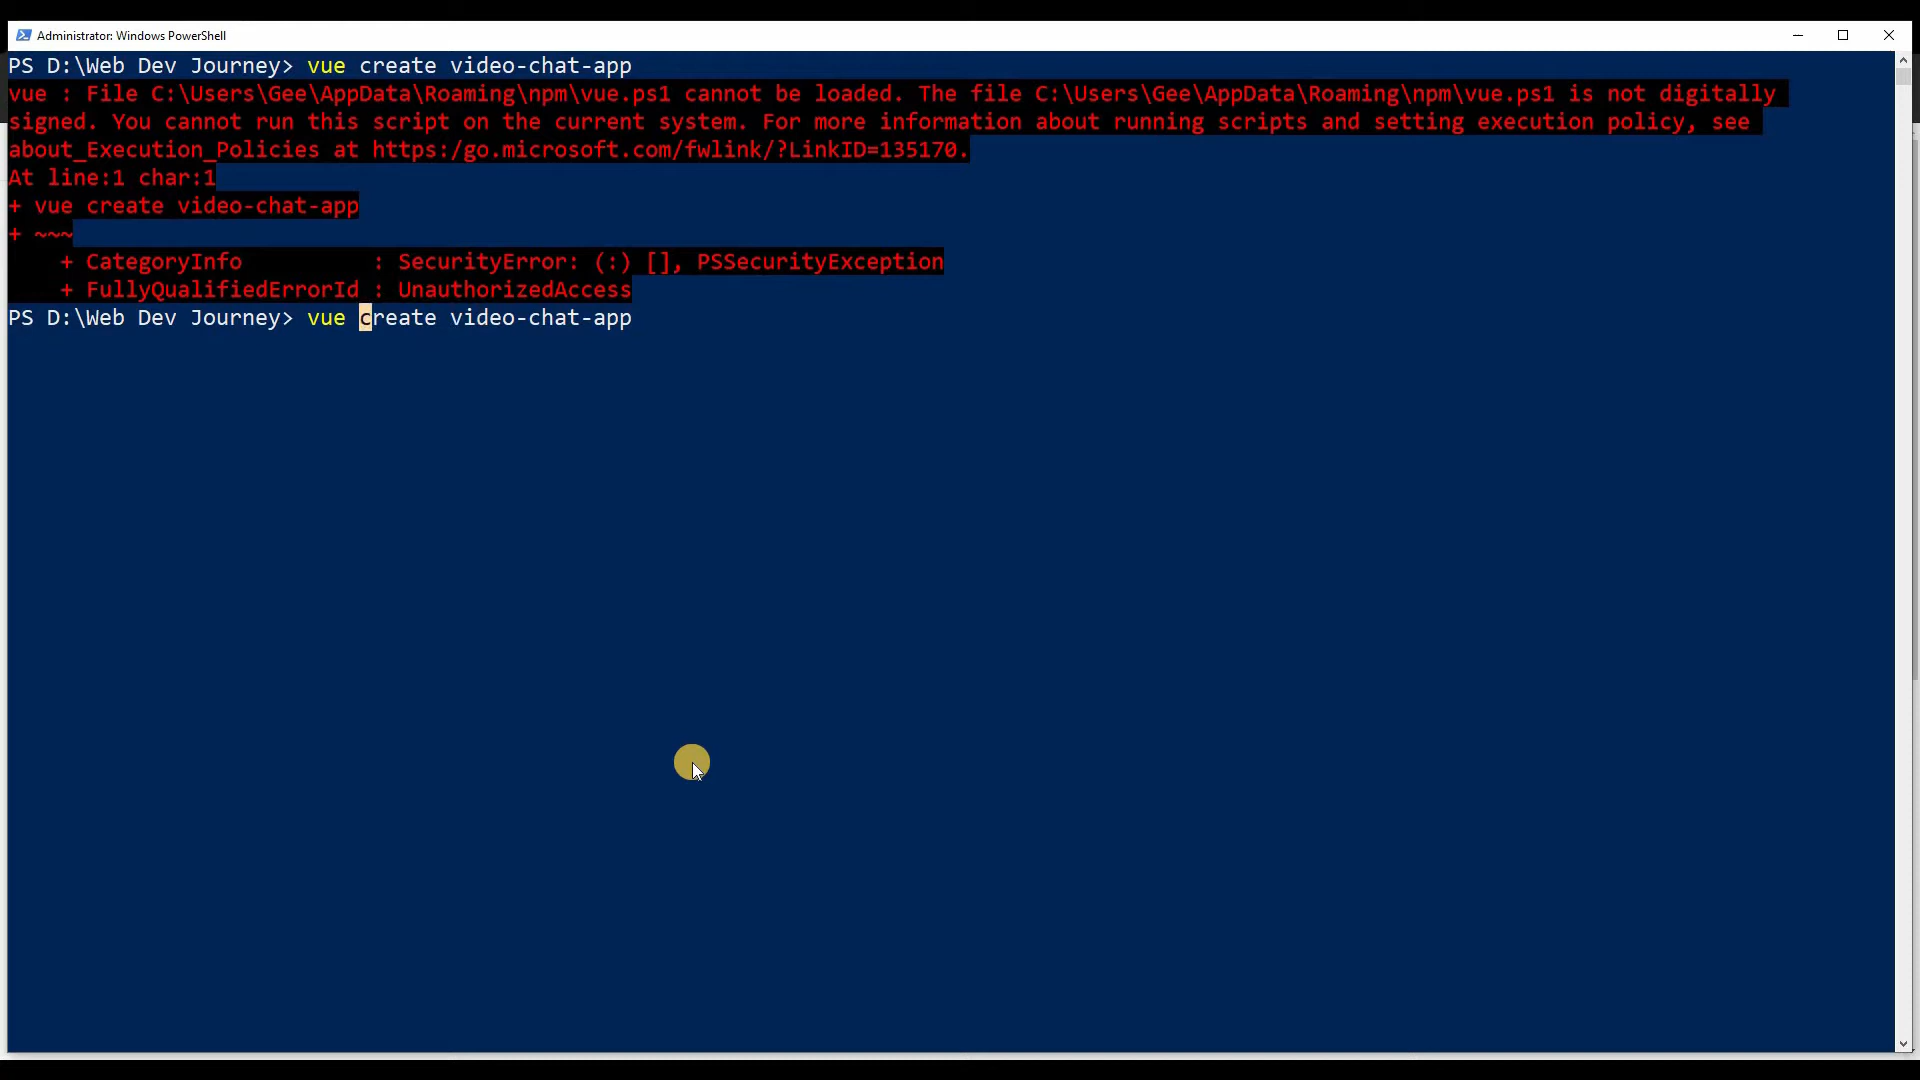 Administrator: Windows PowerShell
PS D:\Web Dev Journey> vue create video-chat-app
vue : File C:\Users\Gee\AppData\Roaming\npm\vue.ps1 cannot be loaded. The file C:\Users\Gee\AppData\Roaming\npm\vue.ps1 is not digitally
signed. You cannot run this script on the current system. For more information about running scripts and setting execution policy, see
about_Execution_Policies at https:/go.microsoft.com/fwlink/?LinkID=135170.
At line:1 char:1
+ vue create video-chat-app
+ ~~~
    + CategoryInfo          : SecurityError: (:) [], PSSecurityException
    + FullyQualifiedErrorId : UnauthorizedAccess
PS D:\Web Dev Journey> vue create video-chat-app